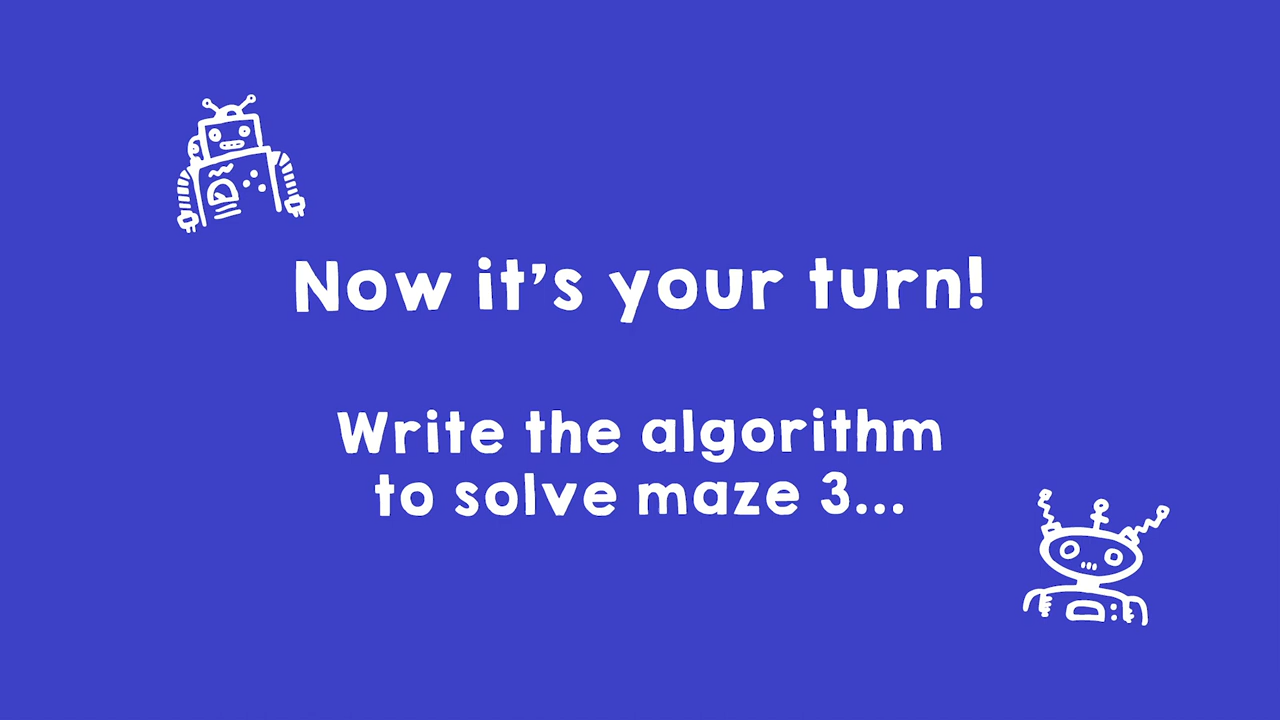 Now it’s your turn!
Write the algorithm
to solve maze 3...